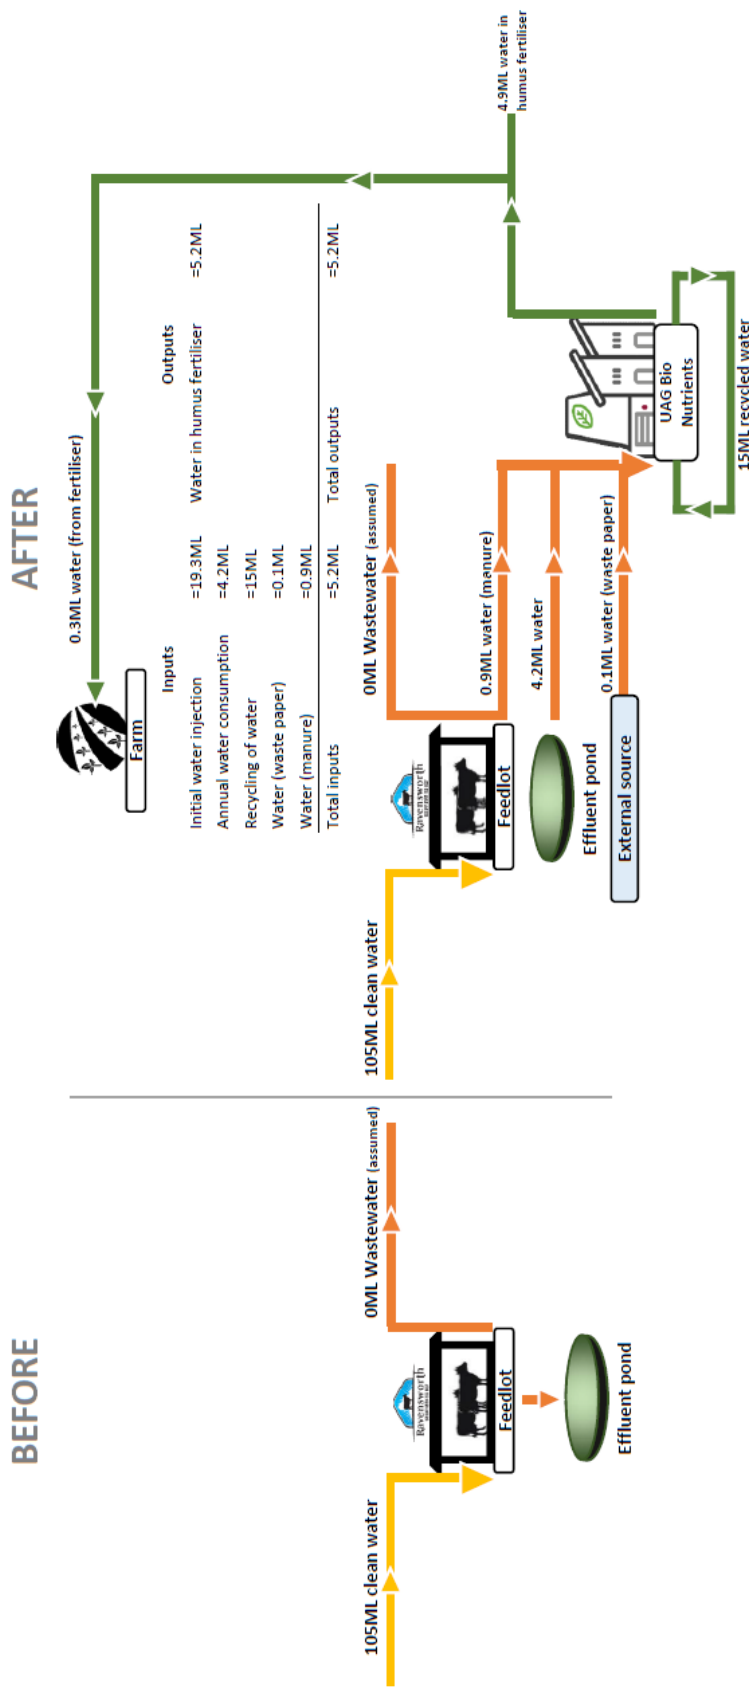 BEFORE
105ML clean water
0ML Wastewater (assumed)
Ravensworth
Feedlot
Effluent pond
AFTER
0.3ML water (from fertiliser)
Farm
Inputs
Outputs
Initial water injection =19.3ML Water in humus fertiliser =5.2ML
Annual water consumption =4.2ML
Recycling of water =15ML
Water (waste paper) =0.1ML
Water (manure) =0.9ML
Total inputs =5.2ML Total outputs =5.2ML
105ML clean water
0ML Wastewater (assumed)
Ravensworth
Feedlot
0.9ML water (manure)
4.2ML water
Effluent pond
0.1ML water (waste paper)
External source
UAG Bio
Nutrients
15ML recycled water
4.9ML water in
humus fertiliser